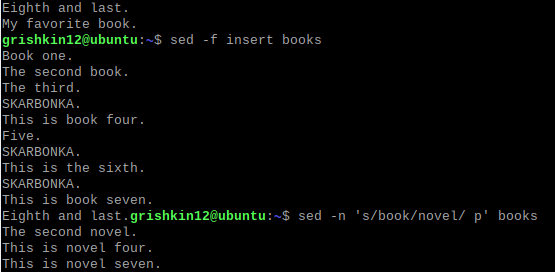 Eighth and last.
My favorite book.
grishkin12@ubuntu:~$ sed -f insert books
Book one.
The second book.
The third.
SKARBONKA.
This is book four.
Five.
SKARBONKA.
This is the sixth.
SKARBONKA.
This is book seven.
Eighth and last.grishkin12@ubuntu:~$ sed -n 's/book/novel/ p' books
The second novel.
This is novel four.
This is novel seven.